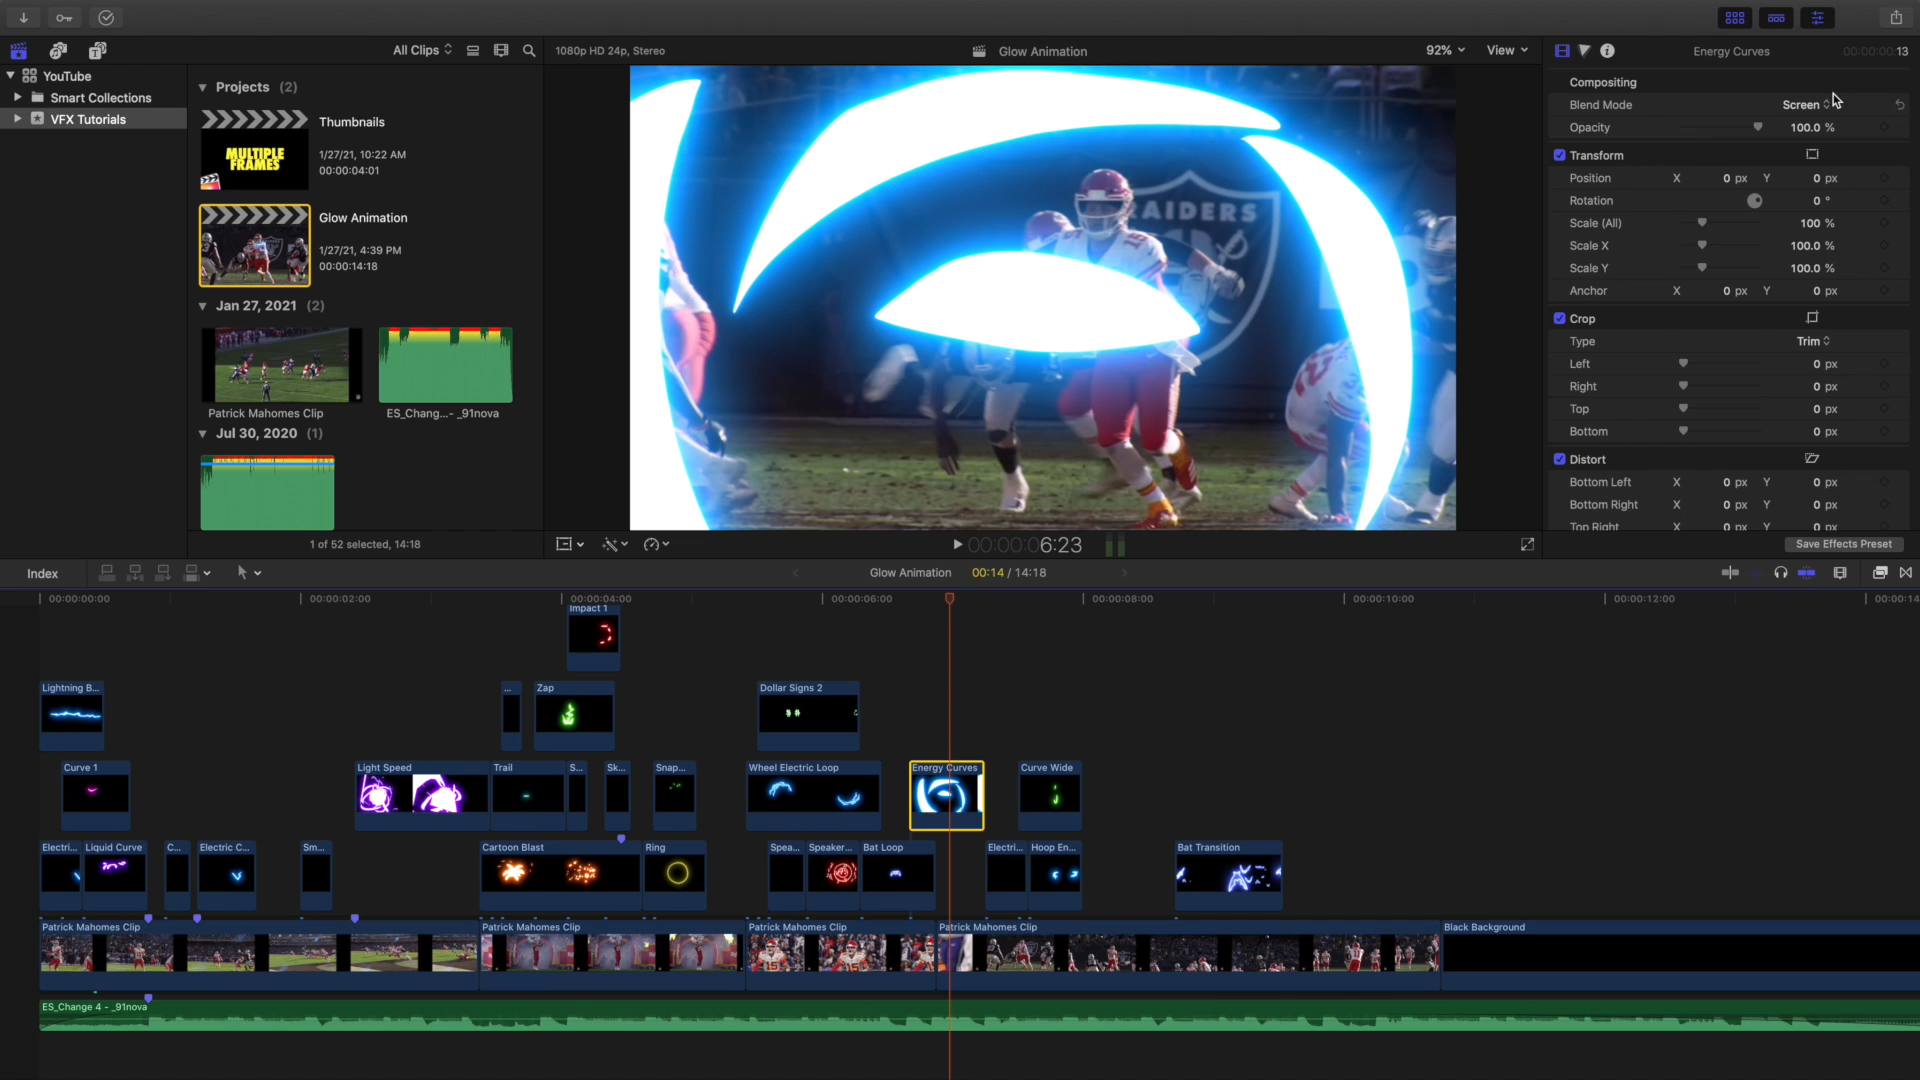 All Clips
1080p HD 24p, Stereo
Glow Animation
92%
View
Energy Curves
00:00:00:13
YouTube
Smart Collections
VFX Tutorials
Projects (2)
MULTIPLE
FRAMES
Thumbnails
1/27/21, 10:22 AM
00:00:04:01
Glow Animation
1/27/21, 4:39 PM
00:00:14:18
Jan 27, 2021 (2)
Patrick Mahomes Clip
ES_Chang...- _91nova
Jul 30, 2020 (1)
1 of 52 selected, 14:18
RAIDERS
15
00:00:00:06:23
Compositing
Blend Mode Screen
Opacity 100.0 %
Transform
Position X 0 px Y 0 px
Rotation 0 °
Scale (All) 100 %
Scale X 100.0 %
Scale Y 100.0 %
Anchor X 0 px Y 0 px
Crop
Type Trim
Left 0 px
Right 0 px
Top 0 px
Bottom 0 px
Distort
Bottom Left X 0 px Y 0 px
Bottom Right X 0 px Y 0 px
Top Right X 0 px Y 0 px
Save Effects Preset
Index
Glow Animation 00:14 / 14:18
00:00:00:00 00:00:02:00 00:00:04:00 00:00:06:00 00:00:08:00 00:00:10:00 00:00:12:00 00:00:14
Impact 1
Lightning B... ... Zap Dollar Signs 2
Curve 1 Light Speed Trail S... Sk... Snap... Wheel Electric Loop Energy Curves Curve Wide
Electri... Liquid Curve C... Electric C... Sm... Cartoon Blast Ring Spea... Speaker... Bat Loop Electri... Hoop En... Bat Transition
Patrick Mahomes Clip Patrick Mahomes Clip Patrick Mahomes Clip Patrick Mahomes Clip Black Background
ES_Change 4 - _91nova